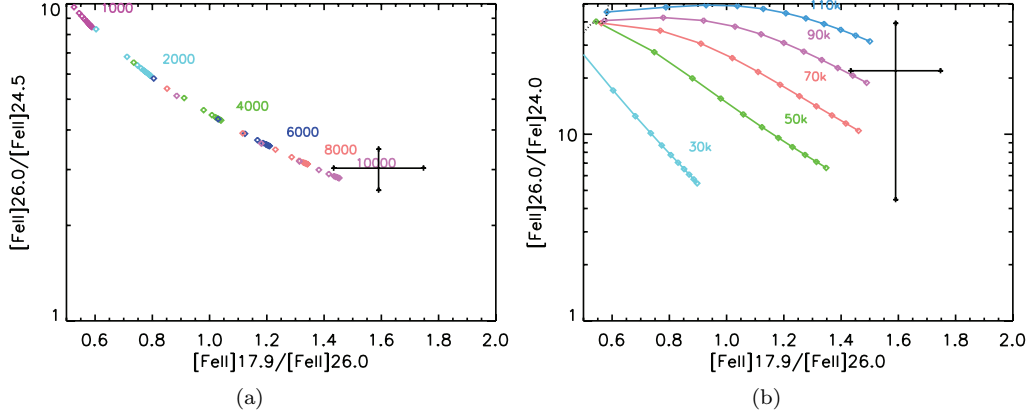 10
1000
2000
4000
6000
8000
10000
1
[FeII]26.0/[FeII]24.5
0.6 0.8 1.0 1.2 1.4 1.6 1.8 2.0
[FeII]17.9/[FeII]26.0
(a)
110k
90k
70k
50k
30k
10
1
[FeII]26.0/[FeI]24.0
0.6 0.8 1.0 1.2 1.4 1.6 1.8 2.0
[FeII]17.9/[FeII]26.0
(b)